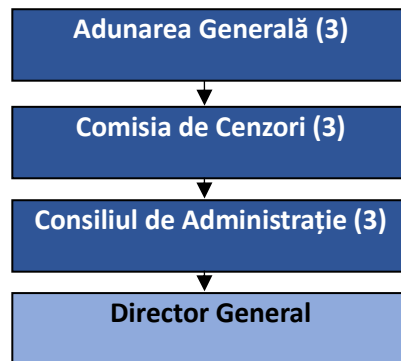 Adunarea Generală (3)
Comisia de Cenzori (3)
Consiliul de Administrație (3)
Director General